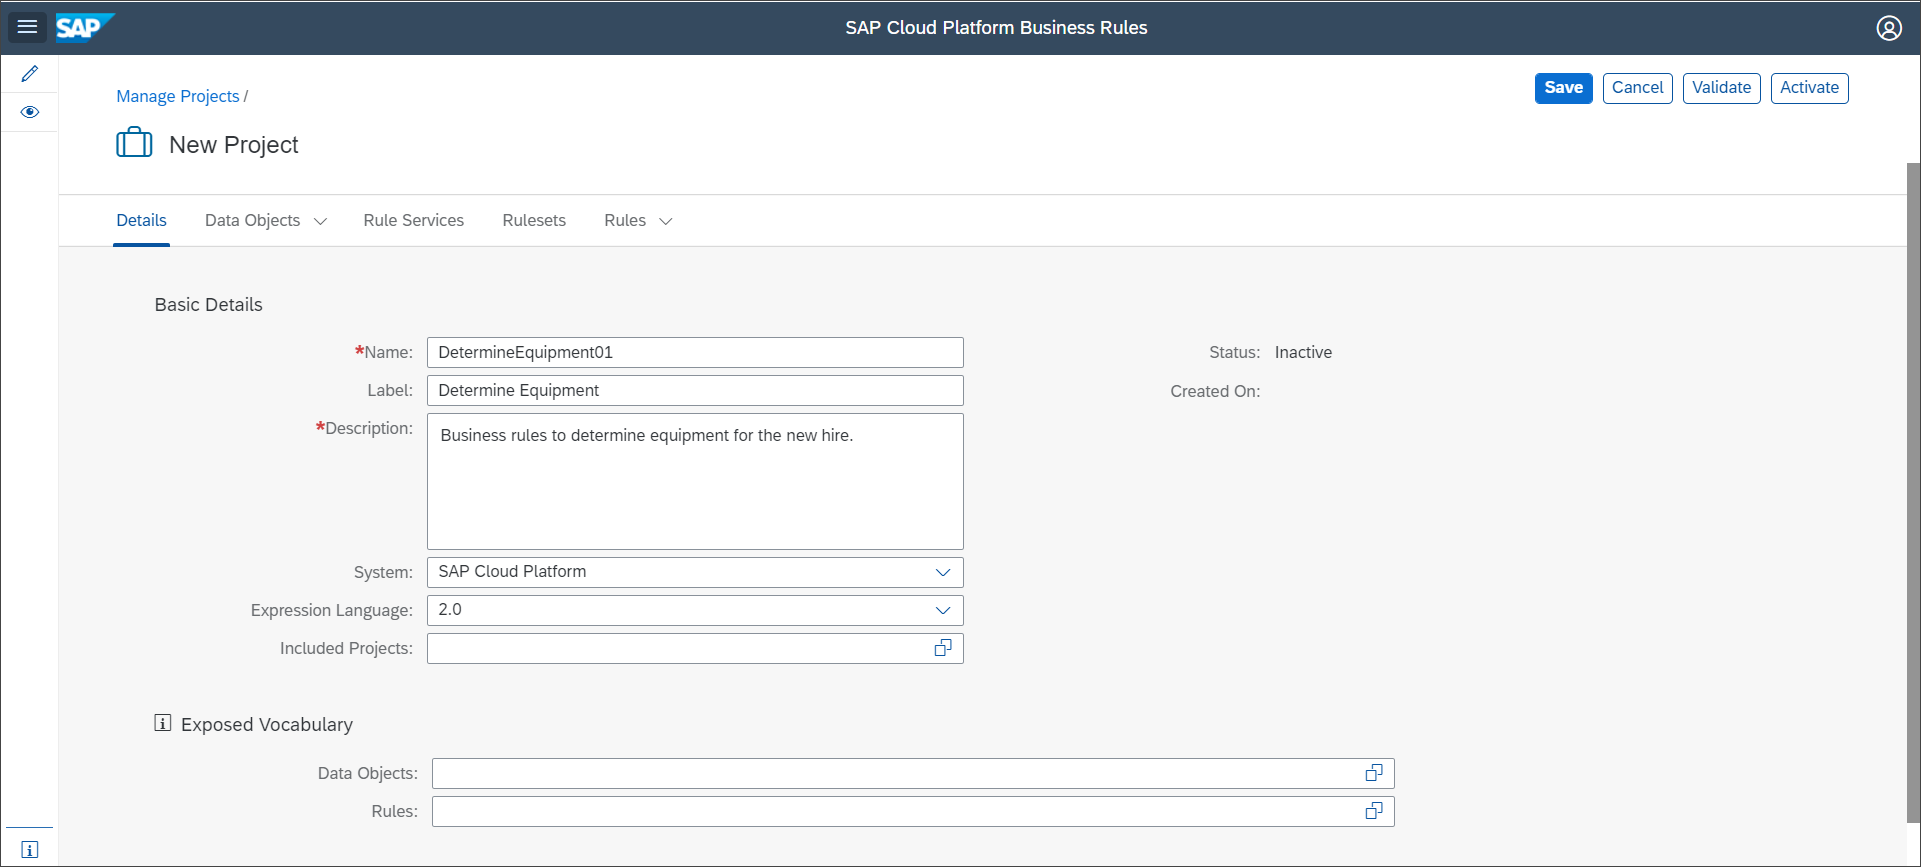 SAP
SAP Cloud Platform Business Rules
Manage Projects /
Save Cancel Validate Activate
New Project
Details Data Objects Rule Services Rulesets Rules
Basic Details
*Name: DetermineEquipment01
Status: Inactive
Label: Determine Equipment
Created On:
*Description: Business rules to determine equipment for the new hire.
System: SAP Cloud Platform
Expression Language: 2.0
Included Projects:
Exposed Vocabulary
Data Objects:
Rules: